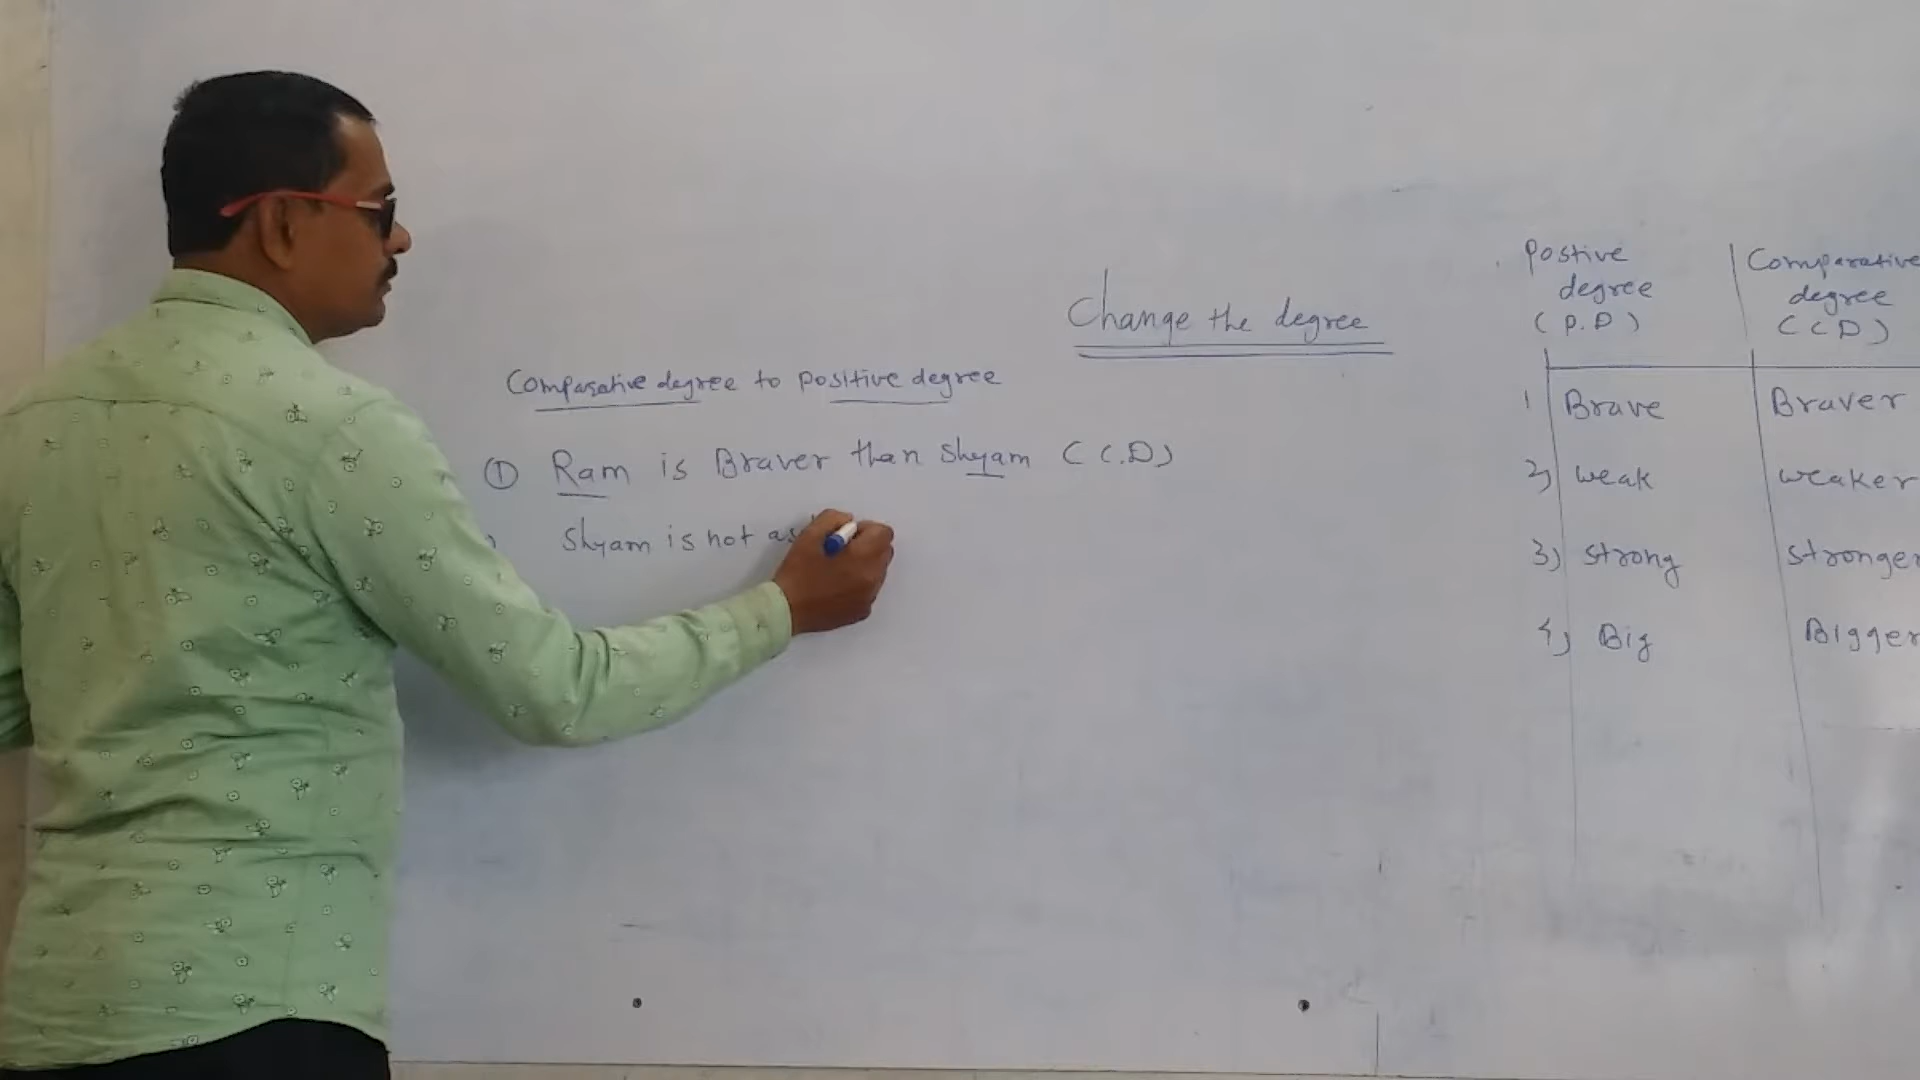 Change the degree
Comparative degree to positive degree
① Ram is Braver than Shyam (C.D)
Shyam is not as
Postive degree (P.D) | Comparative degree (C.D)
1 Brave Braver
2) weak weaker
3) strong stronger
4) Big Bigger